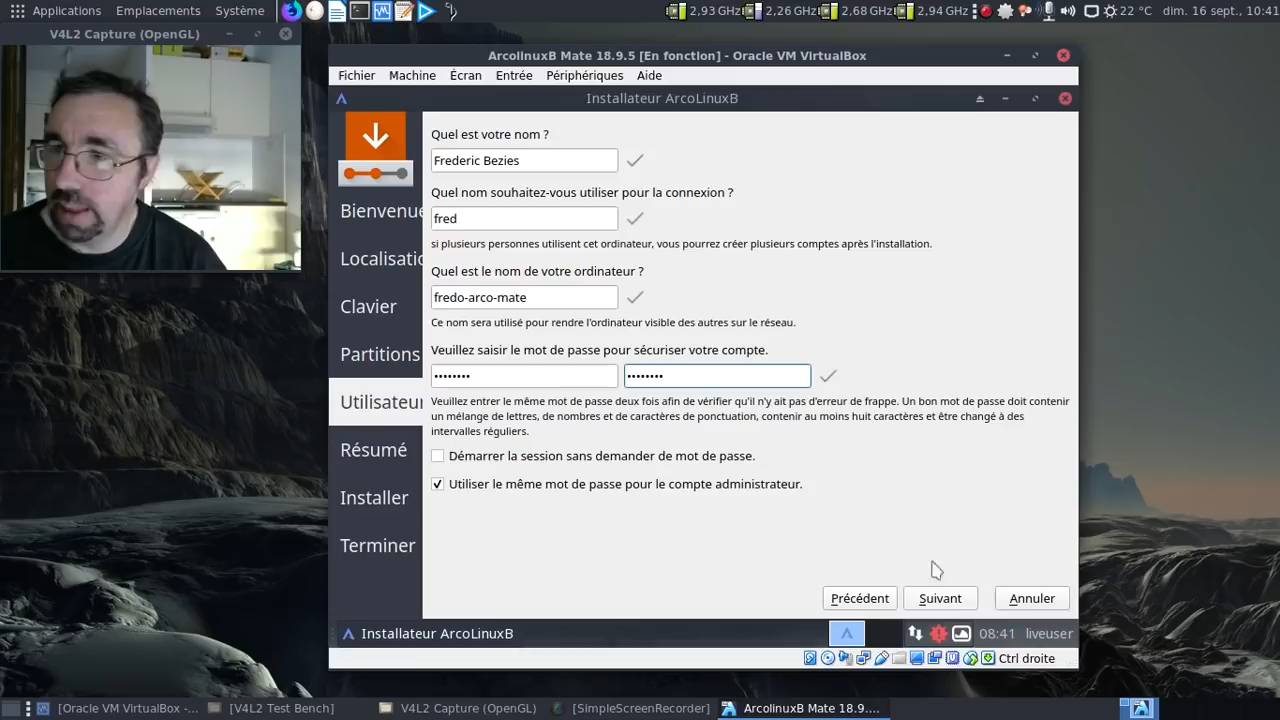 Applications Emplacements Système
2,93 GHz 2,26 GHz 2,68 GHz 2,94 GHz 22 °C dim. 16 sept., 10:41
V4L2 Capture (OpenGL)
ArcolinuxB Mate 18.9.5 [En fonction] - Oracle VM VirtualBox
Fichier Machine Écran Entrée Périphériques Aide
Installateur ArcoLinuxB
Bienvenue
Localisatio
Clavier
Partitions
Utilisateur
Résumé
Installer
Terminer
Quel est votre nom ?
Frederic Bezies
Quel nom souhaitez-vous utiliser pour la connexion ?
fred
si plusieurs personnes utilisent cet ordinateur, vous pourrez créer plusieurs comptes après l'installation.
Quel est le nom de votre ordinateur ?
fredo-arco-mate
Ce nom sera utilisé pour rendre l'ordinateur visible des autres sur le réseau.
Veuillez saisir le mot de passe pour sécuriser votre compte.
•••••••• ••••••••
Veuillez entrer le même mot de passe deux fois afin de vérifier qu'il n'y ait pas d'erreur de frappe. Un bon mot de passe doit contenir
un mélange de lettres, de nombres et de caractères de ponctuation, contenir au moins huit caractères et être changé à des
intervalles réguliers.
Démarrer la session sans demander de mot de passe.
Utiliser le même mot de passe pour le compte administrateur.
Précédent Suivant Annuler
Installateur ArcoLinuxB 08:41 liveuser
Ctrl droite
[Oracle VM VirtualBox -... [V4L2 Test Bench] V4L2 Capture (OpenGL) [SimpleScreenRecorder] ArcolinuxB Mate 18.9....